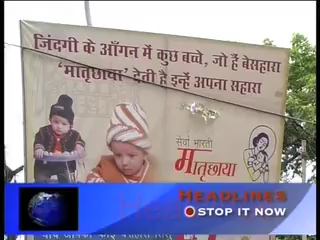 जिंदगी के आँगन में कुछ बच्चे, जो हैं बेसहारा
'मातृछाया' देती है इन्हें अपना सहारा
सेवा भारती
मातृछाया
HEADLINES
STOP IT NOW